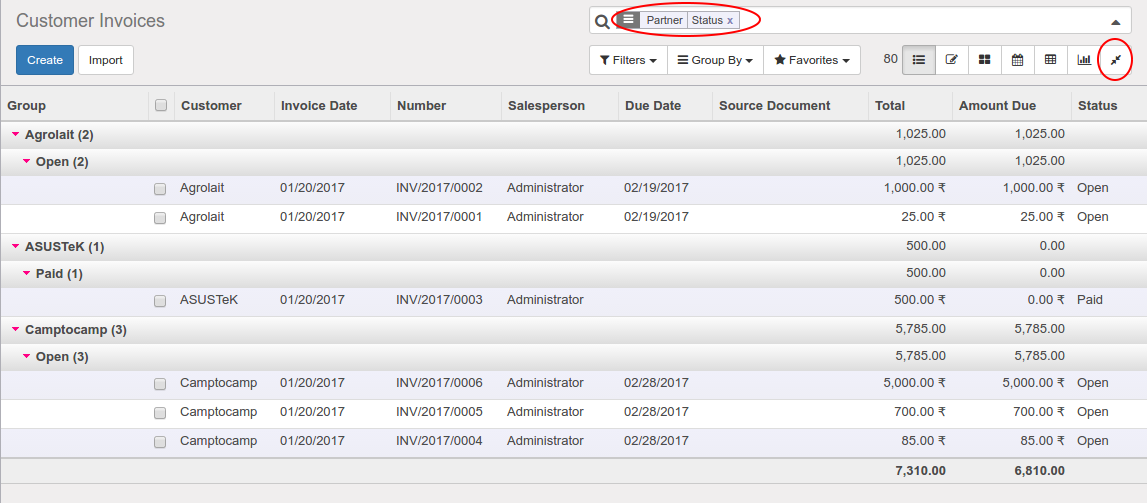 Customer Invoices
Partner Status x
Create Import
Filters Group By Favorites 80
Group Customer Invoice Date Number Salesperson Due Date Source Document Total Amount Due Status
Agrolait (2) 1,025.00 1,025.00
Open (2) 1,025.00 1,025.00
Agrolait 01/20/2017 INV/2017/0002 Administrator 02/19/2017 1,000.00 ₹ 1,000.00 ₹ Open
Agrolait 01/20/2017 INV/2017/0001 Administrator 02/19/2017 25.00 ₹ 25.00 ₹ Open
ASUSTeK (1) 500.00 0.00
Paid (1) 500.00 0.00
ASUSTeK 01/20/2017 INV/2017/0003 Administrator 500.00 ₹ 0.00 ₹ Paid
Camptocamp (3) 5,785.00 5,785.00
Open (3) 5,785.00 5,785.00
Camptocamp 01/20/2017 INV/2017/0006 Administrator 02/28/2017 5,000.00 ₹ 5,000.00 ₹ Open
Camptocamp 01/20/2017 INV/2017/0005 Administrator 02/28/2017 700.00 ₹ 700.00 ₹ Open
Camptocamp 01/20/2017 INV/2017/0004 Administrator 02/28/2017 85.00 ₹ 85.00 ₹ Open
7,310.00 6,810.00